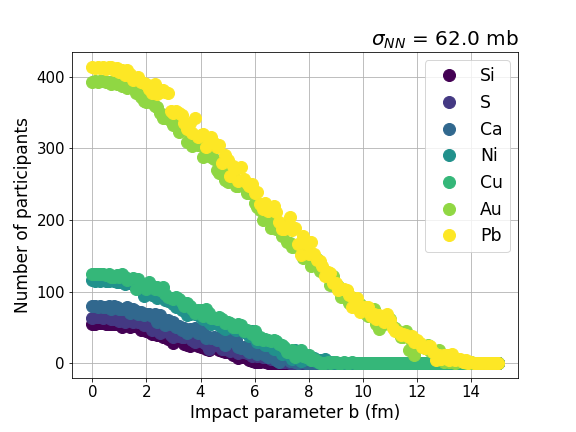 σNN = 62.0 mb
Number of participants
400
300
200
100
0
0 2 4 6 8 10 12 14
Impact parameter b (fm)
Si
S
Ca
Ni
Cu
Au
Pb